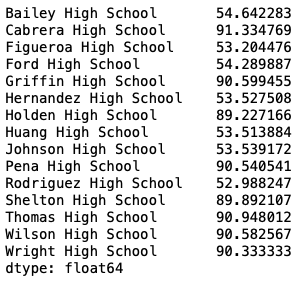 Bailey High School       54.642283
Cabrera High School      91.334769
Figueroa High School     53.204476
Ford High School         54.289887
Griffin High School      90.599455
Hernandez High School    53.527508
Holden High School       89.227166
Huang High School        53.513884
Johnson High School      53.539172
Pena High School         90.540541
Rodriguez High School    52.988247
Shelton High School      89.892107
Thomas High School       90.948012
Wilson High School       90.582567
Wright High School       90.333333
dtype: float64